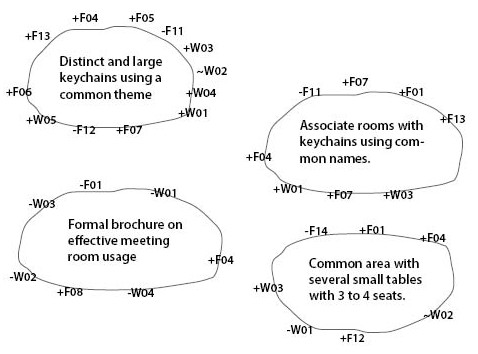 +F04
+F05
+F13
-F11
+W03
Distinct and large
keychains using a
common theme
~W02
+F06
+W04
+W01
+W05
-F12
+F07
+F07
-F11
+F01
+F13
Associate rooms with
keychains using com-
mon names.
+F04
+W01
+F07
+W03
-F01
-W01
-W03
Formal brochure on
effective meeting
room usage
+F04
-W02
+F08
-W04
-F14
+F01
+F04
Common area with
several small tables
with 3 to 4 seats.
+W03
~W02
-W01
+F12